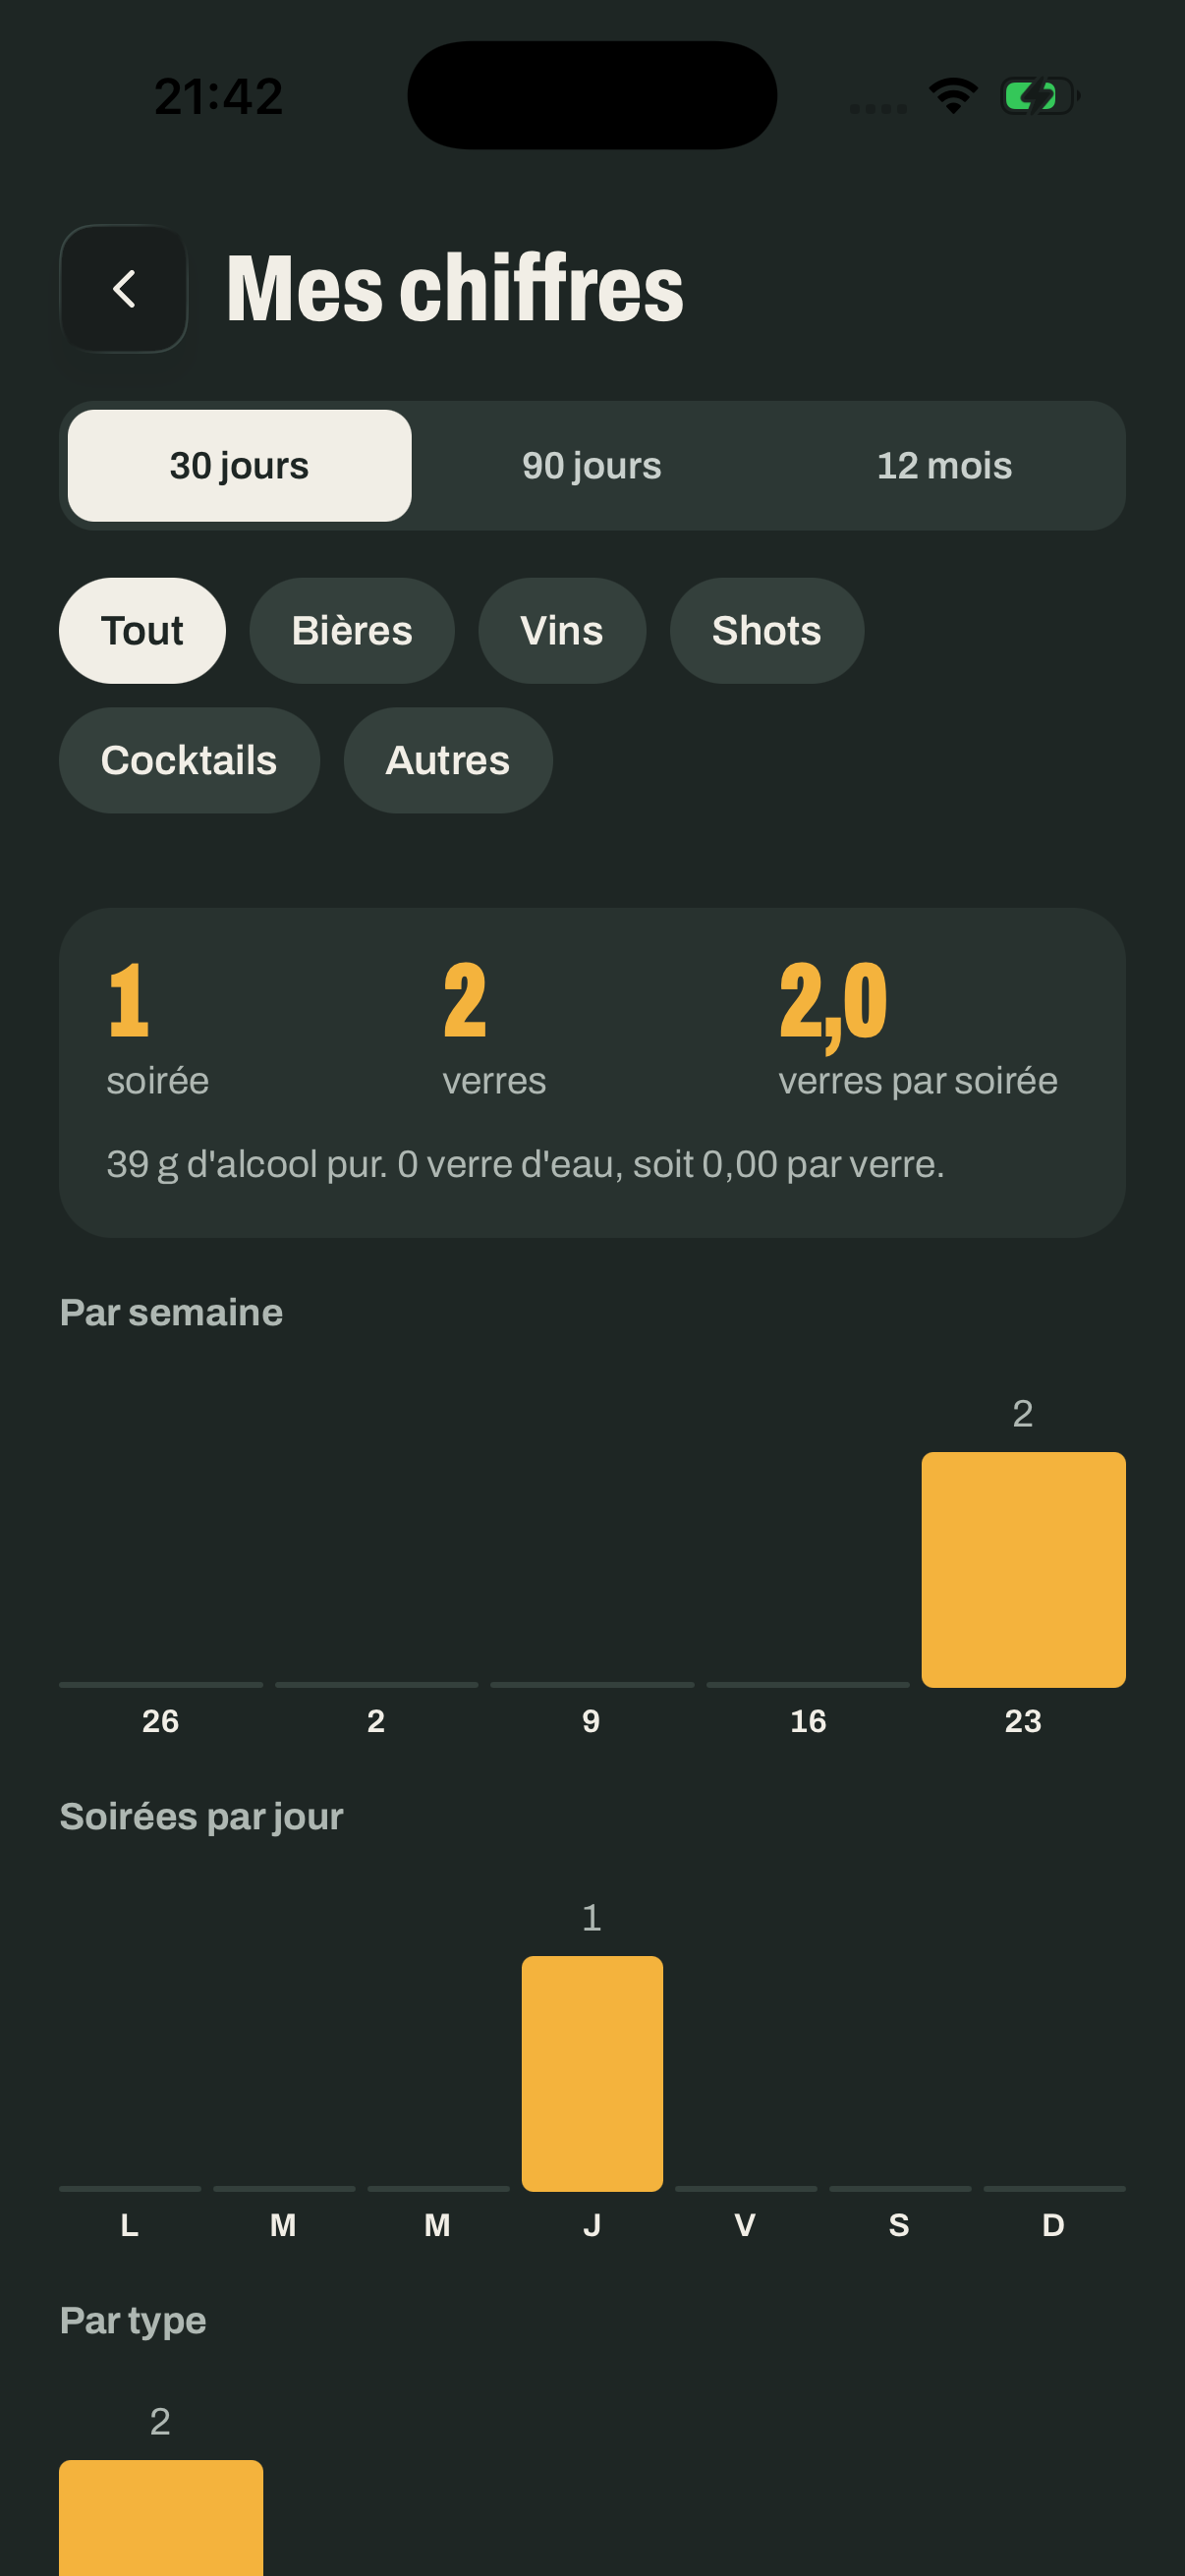 21:42
Mes chiffres
30 jours 90 jours 12 mois
Tout Bières Vins Shots
Cocktails Autres
1 2 2,0
soirée verres verres par soirée
39 g d'alcool pur. 0 verre d'eau, soit 0,00 par verre.
Par semaine
2
26 2 9 16 23
Soirées par jour
1
L M M J V S D
Par type
2